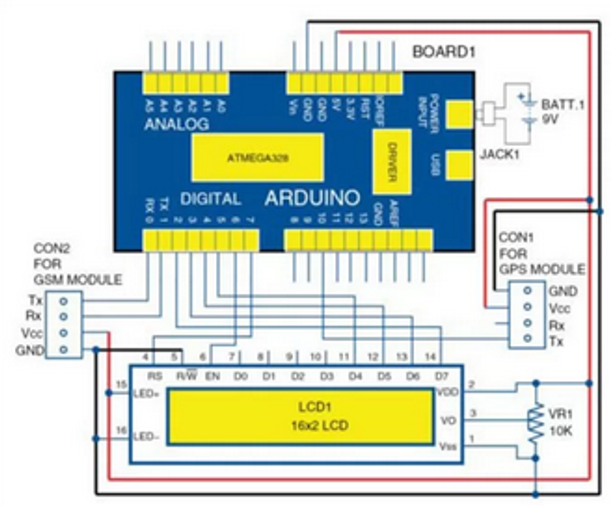 BOARD1
A5 A4 A3 A2 A1 A0
Vin GND GND 5V 3.3V RST IOREF
POWER INPUT
ANALOG
BATT.1
9V
ATMEGA328
DRIVER
USB
JACK1
DIGITAL
ARDUINO
RX 0 TX 1 2 3 4 5 6 7
8 9 10 11 12 13 GND AREF
CON2
FOR
GSM MODULE
CON1
FOR
GPS MODULE
Tx
Rx
Vcc
GND
GND
Vcc
Rx
Tx
4 5 6 7 8 9 10 11 12 13 14
RS R/W EN D0 D1 D2 D3 D4 D5 D6 D7
15 LED+
16 LED–
LCD1
16x2 LCD
VDD 2
VO 3
Vss 1
VR1
10K